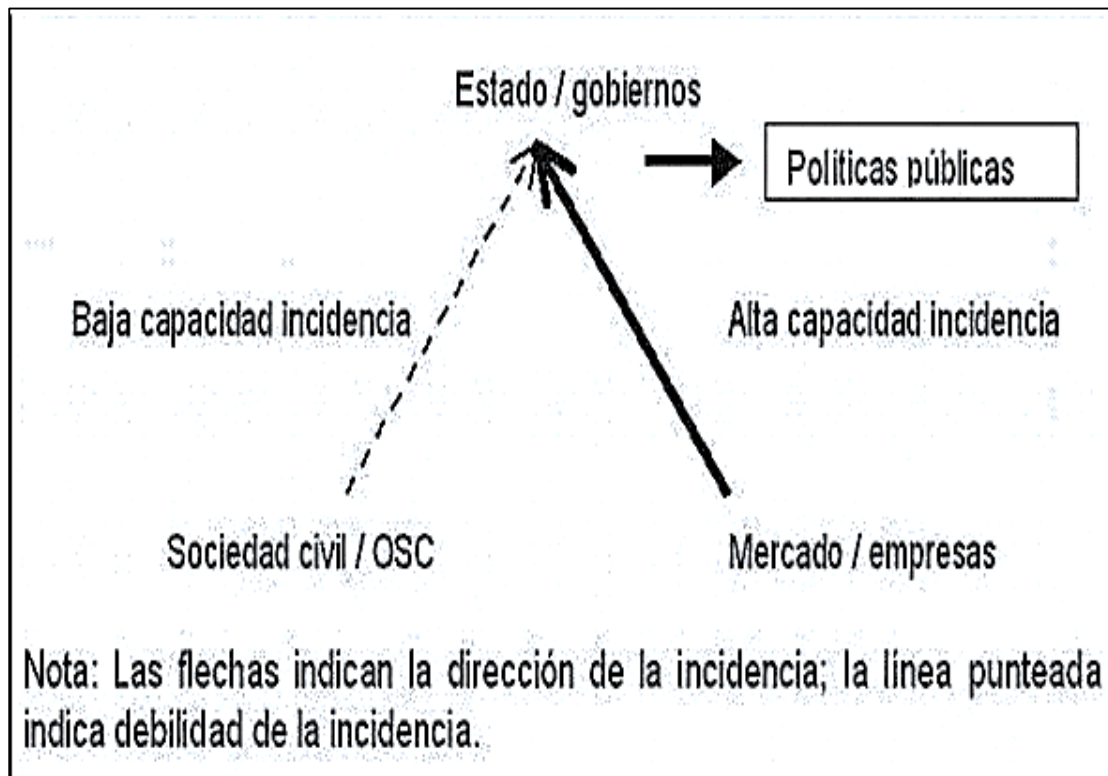 Estado / gobiernos
Políticas públicas
Baja capacidad incidencia
Alta capacidad incidencia
Sociedad civil / OSC
Mercado / empresas
Nota: Las flechas indican la dirección de la incidencia; la línea punteada
indica debilidad de la incidencia.